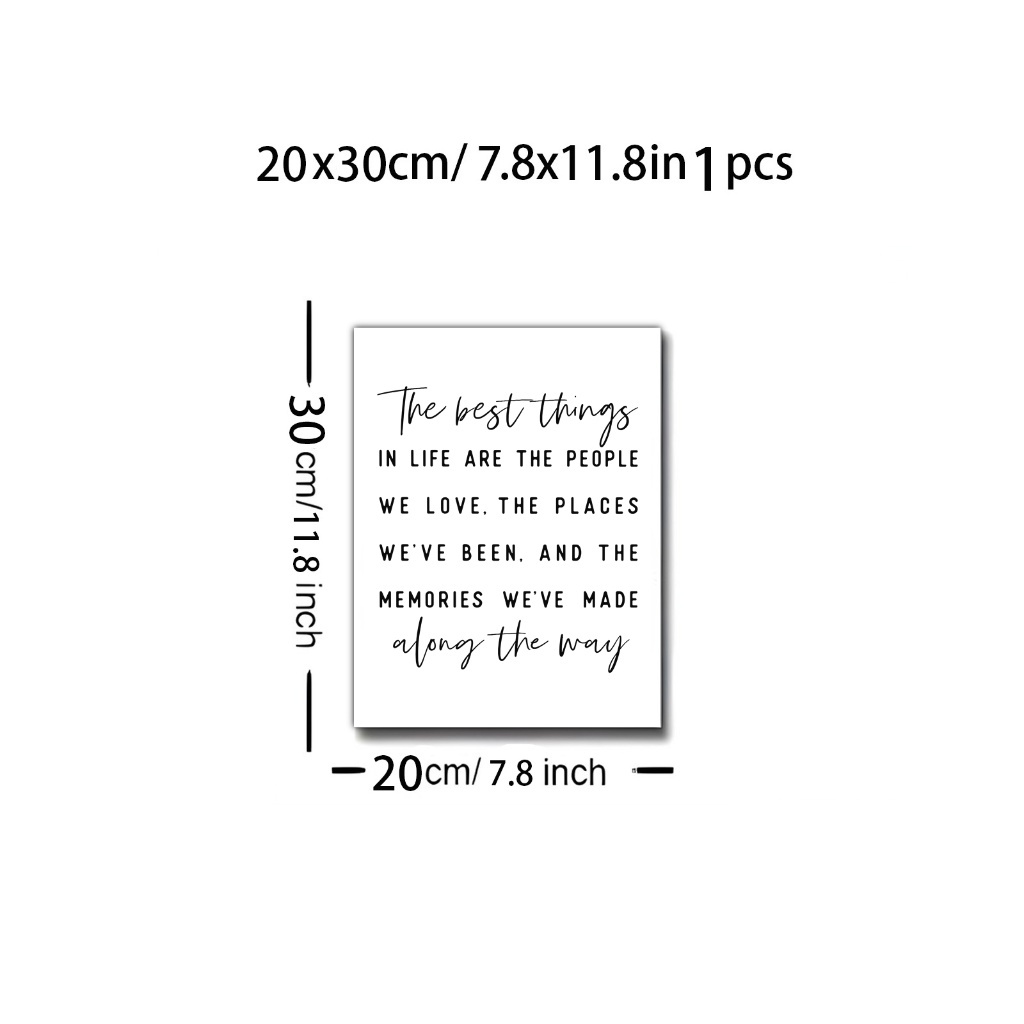 20x30cm/ 7.8x11.8in 1 pcs
30cm/11.8 inch
The best things
IN LIFE ARE THE PEOPLE
WE LOVE, THE PLACES
WE'VE BEEN, AND THE
MEMORIES WE'VE MADE
along the way
20cm/ 7.8 inch